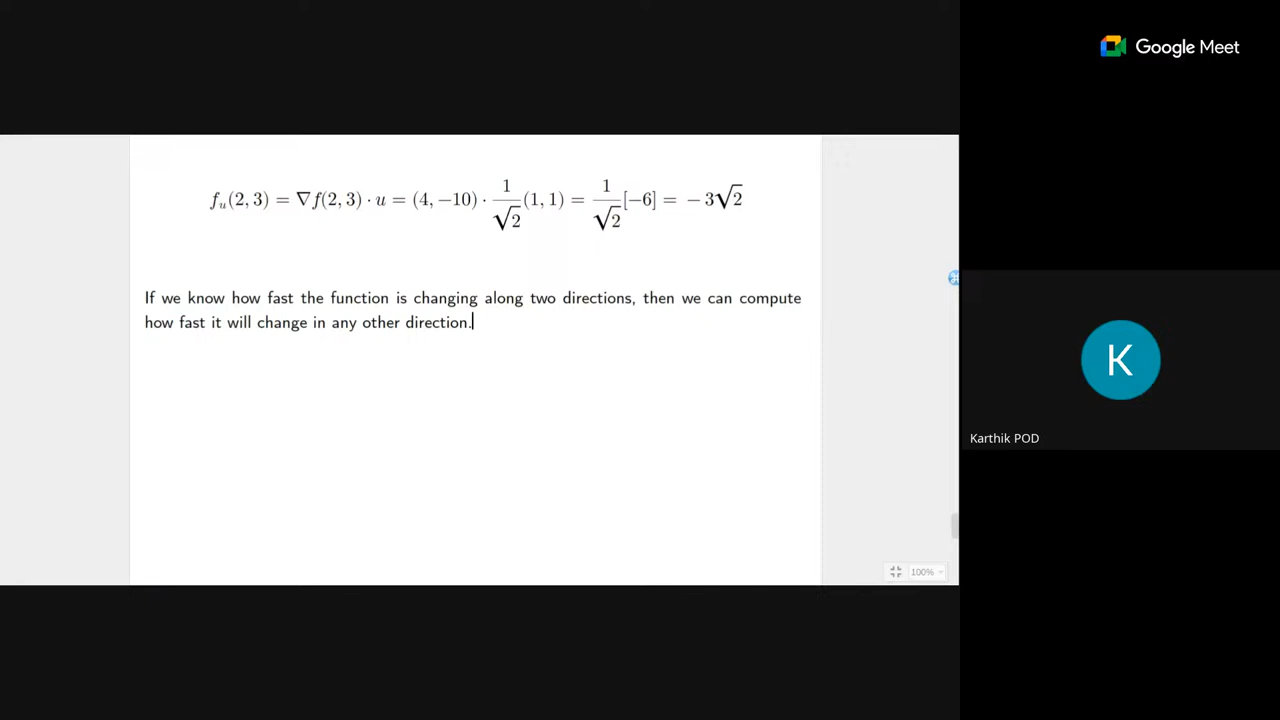 Google Meet
f_u(2, 3) = ∇f(2, 3) · u = (4, −10) · 1/√2 (1, 1) = 1/√2 [−6] = − 3√2
If we know how fast the function is changing along two directions, then we can compute
how fast it will change in any other direction.
K
Karthik POD
100%